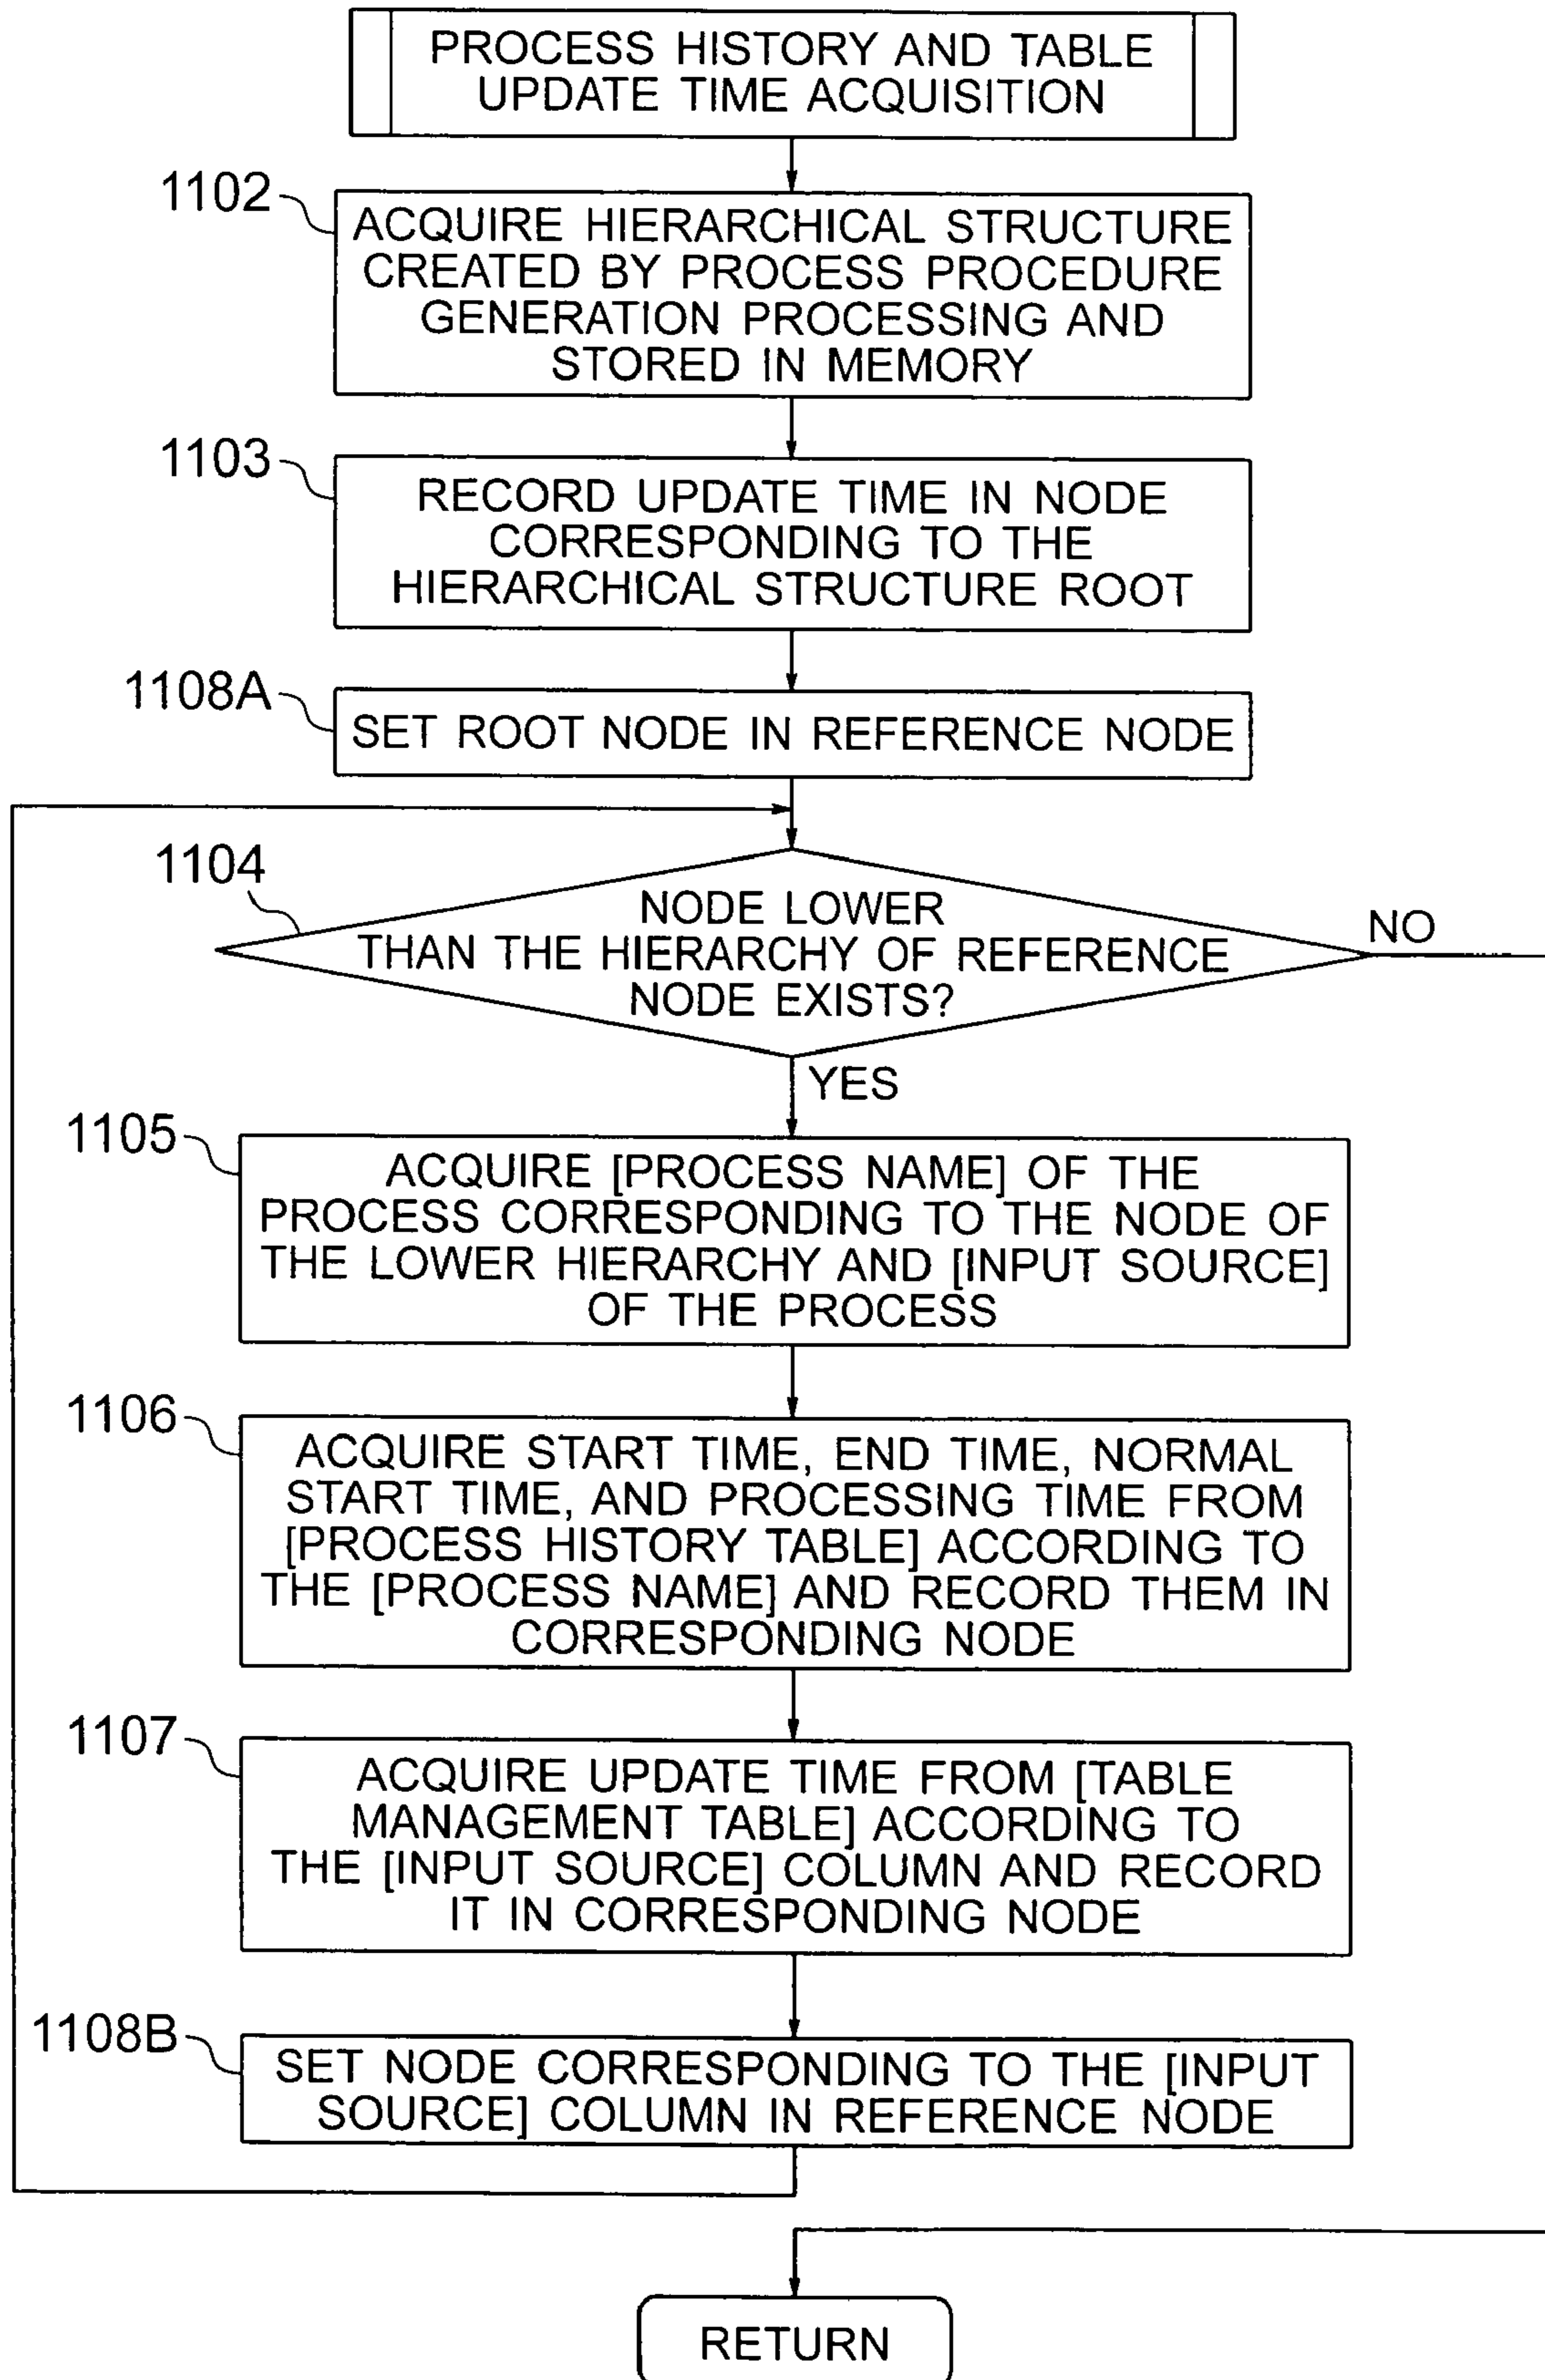 PROCESS HISTORY AND TABLE
UPDATE TIME ACQUISITION
1102
ACQUIRE HIERARCHICAL STRUCTURE
CREATED BY PROCESS PROCEDURE
GENERATION PROCESSING AND
STORED IN MEMORY
1103
RECORD UPDATE TIME IN NODE
CORRESPONDING TO THE
HIERARCHICAL STRUCTURE ROOT
1108A
SET ROOT NODE IN REFERENCE NODE
1104
NODE LOWER
THAN THE HIERARCHY OF REFERENCE
NODE EXISTS?
NO
YES
1105
ACQUIRE [PROCESS NAME] OF THE
PROCESS CORRESPONDING TO THE NODE OF
THE LOWER HIERARCHY AND [INPUT SOURCE]
OF THE PROCESS
1106
ACQUIRE START TIME, END TIME, NORMAL
START TIME, AND PROCESSING TIME FROM
[PROCESS HISTORY TABLE] ACCORDING TO
THE [PROCESS NAME] AND RECORD THEM IN
CORRESPONDING NODE
1107
ACQUIRE UPDATE TIME FROM [TABLE
MANAGEMENT TABLE] ACCORDING TO
THE [INPUT SOURCE] COLUMN AND RECORD
IT IN CORRESPONDING NODE
1108B
SET NODE CORRESPONDING TO THE [INPUT
SOURCE] COLUMN IN REFERENCE NODE
RETURN